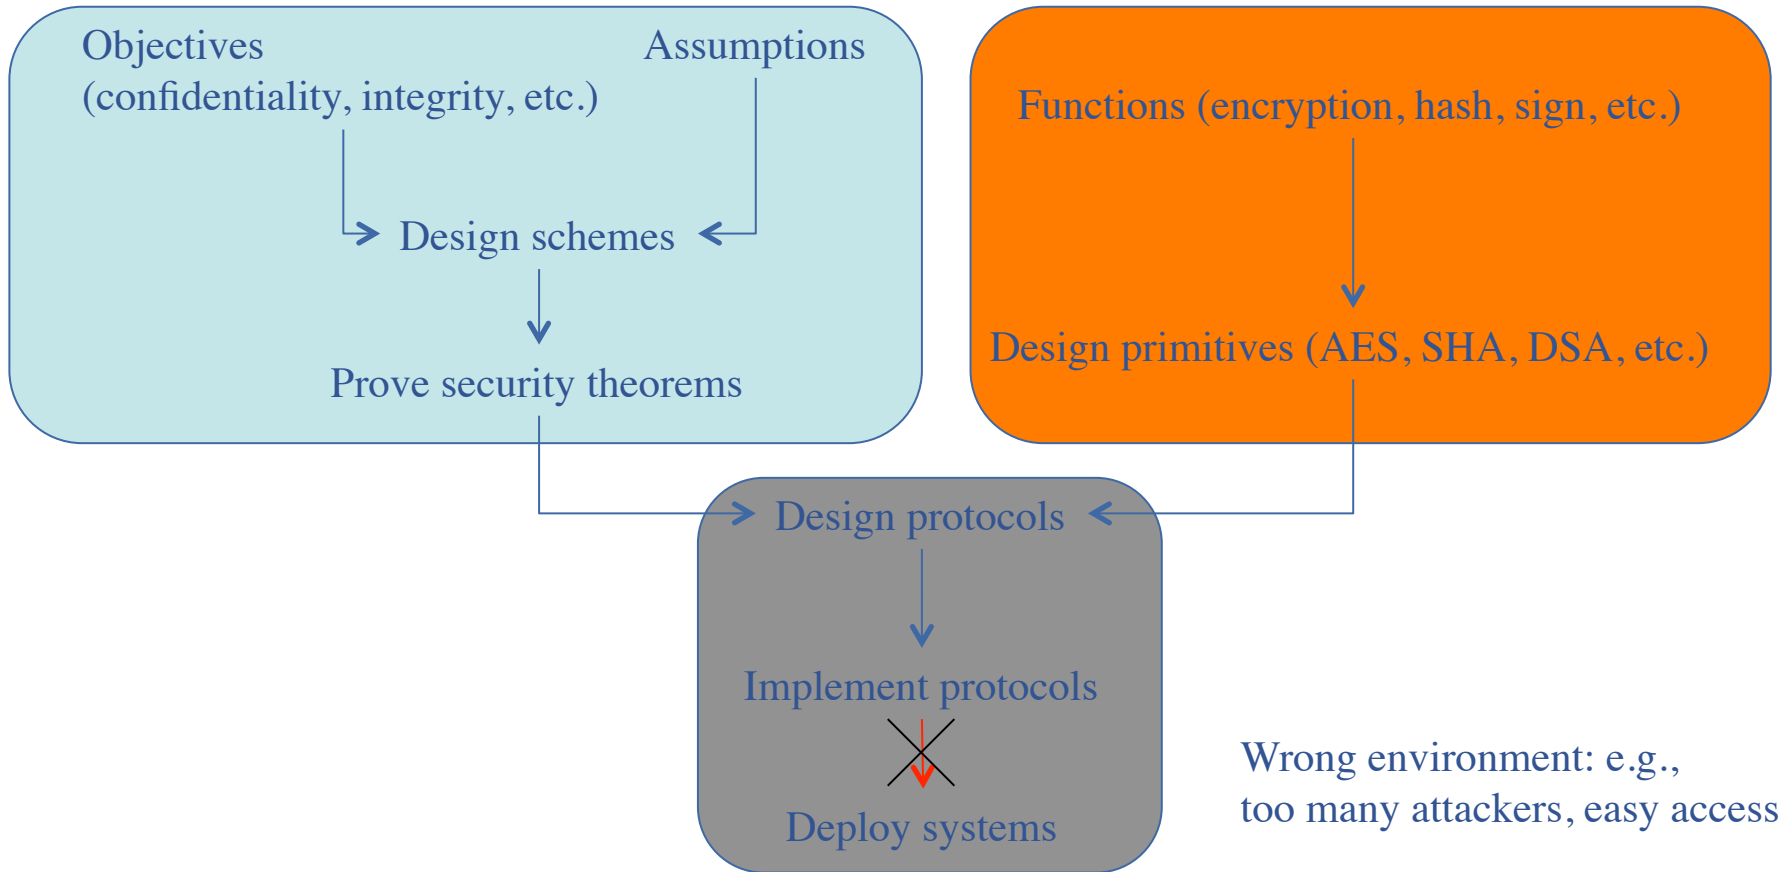 Objectives
(confidentiality, integrity, etc.)
Assumptions
Design schemes
Prove security theorems
Functions (encryption, hash, sign, etc.)
Design primitives (AES, SHA, DSA, etc.)
Design protocols
Implement protocols
Deploy systems
Wrong environment: e.g.,
too many attackers, easy access